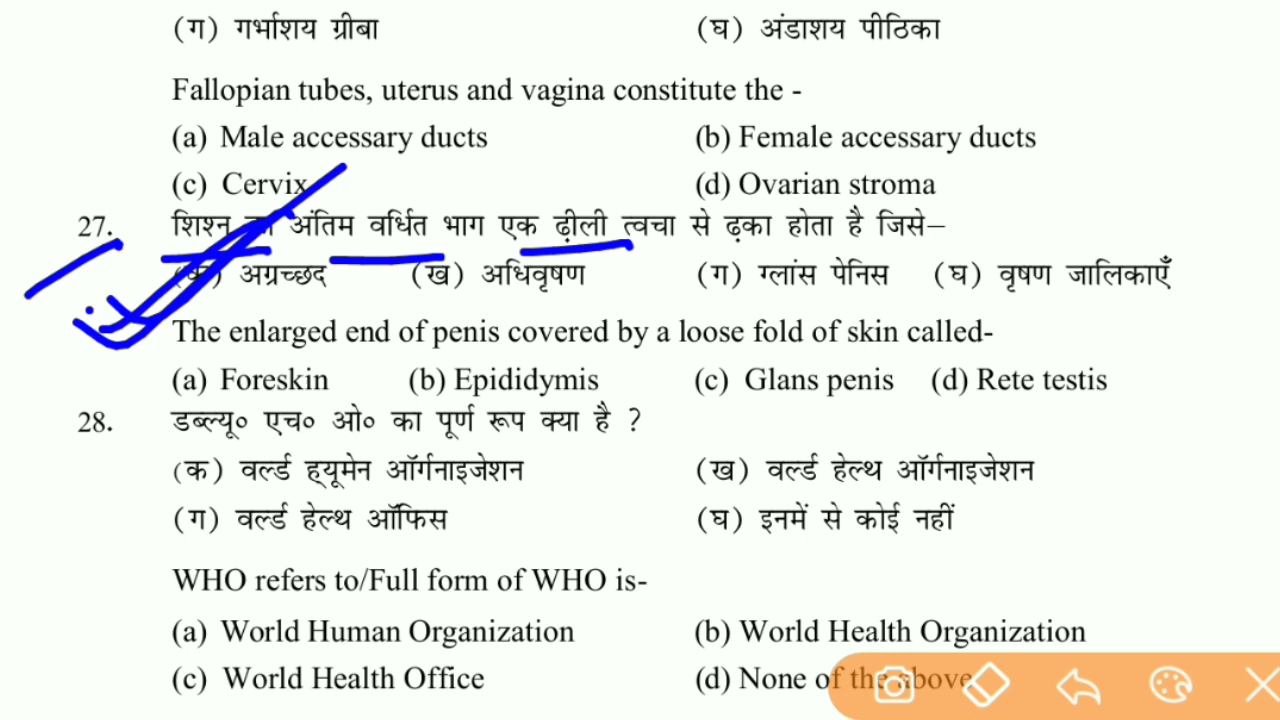 (ग) गर्भाशय ग्रीबा (घ) अंडाशय पीठिका
Fallopian tubes, uterus and vagina constitute the -
(a) Male accessary ducts (b) Female accessary ducts
(c) Cervix (d) Ovarian stroma
27. शिश्न का अंतिम वर्धित भाग एक ढ़ीली त्वचा से ढ़का होता है जिसे–
(क) अग्रच्छद (ख) अधिवृषण (ग) ग्लांस पेनिस (घ) वृषण जालिकाएँ
The enlarged end of penis covered by a loose fold of skin called-
(a) Foreskin (b) Epididymis (c) Glans penis (d) Rete testis
28. डब्ल्यू० एच० ओ० का पूर्ण रूप क्या है ?
(क) वर्ल्ड ह्यूमेन ऑर्गनाइजेशन (ख) वर्ल्ड हेल्थ ऑर्गनाइजेशन
(ग) वर्ल्ड हेल्थ ऑफिस (घ) इनमें से कोई नहीं
WHO refers to/Full form of WHO is-
(a) World Human Organization (b) World Health Organization
(c) World Health Office (d) None of the above